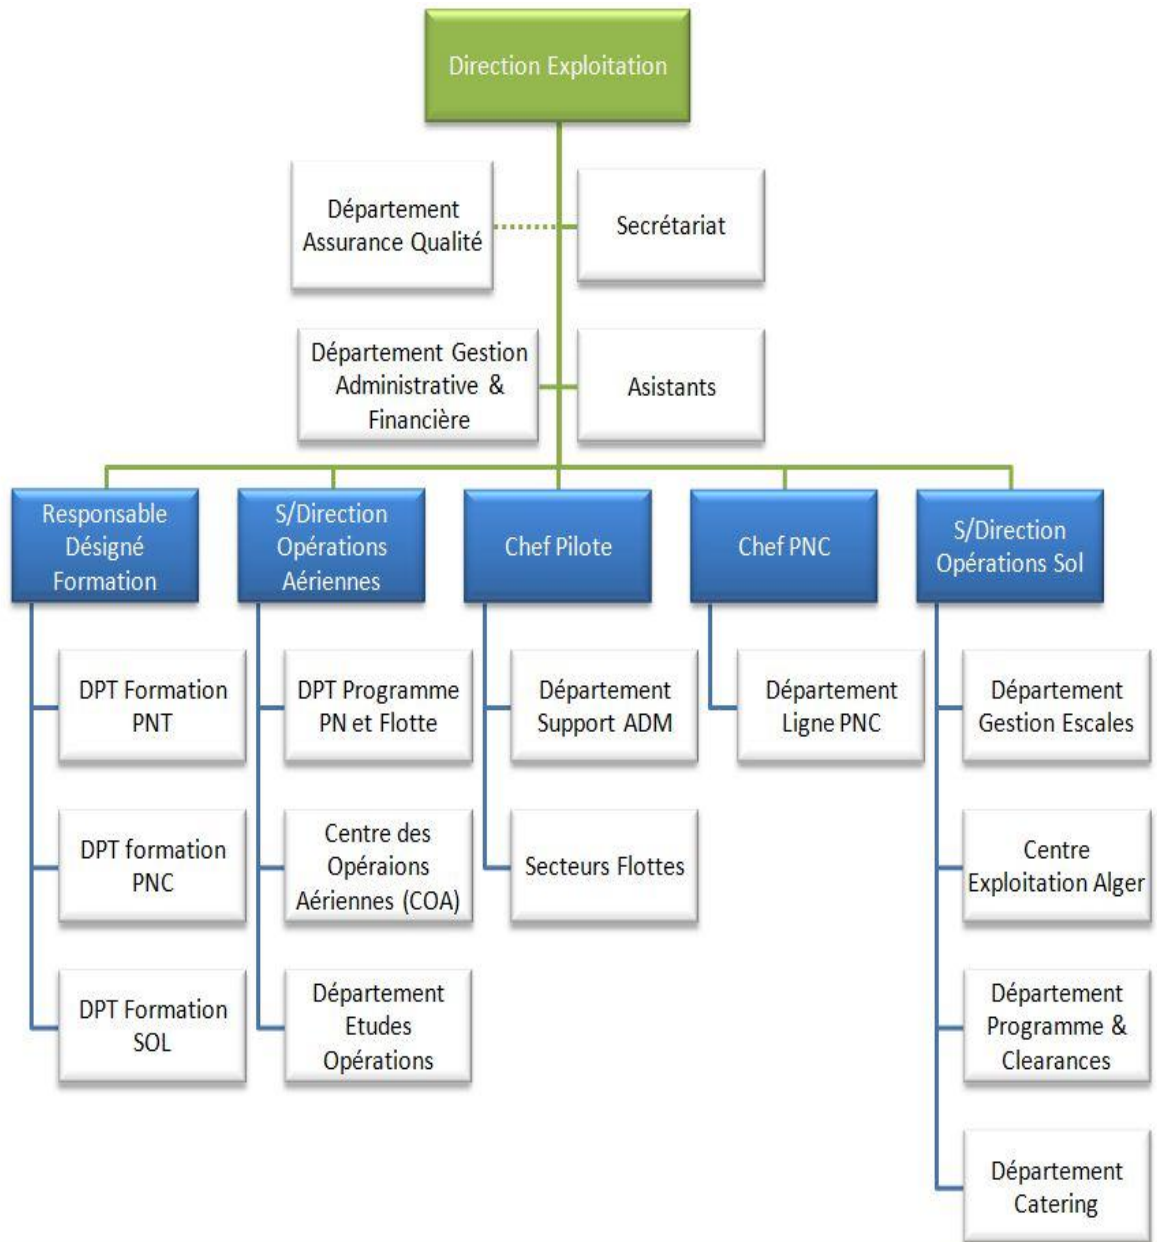 Direction Exploitation
Département
Assurance Qualité
Secrétariat
Département Gestion
Administrative &
Financière
Asistants
Responsable
Désigné
Formation
S/Direction
Opérations
Aériennes
Chef Pilote
Chef PNC
S/Direction
Opérations Sol
DPT Formation
PNT
DPT formation
PNC
DPT Formation
SOL
DPT Programme
PN et Flotte
Centre des
Opéraions
Aériennes (COA)
Département
Etudes
Opérations
Département
Support ADM
Secteurs Flottes
Département
Ligne PNC
Département
Gestion Escales
Centre
Exploitation Alger
Département
Programme &
Clearances
Département
Catering